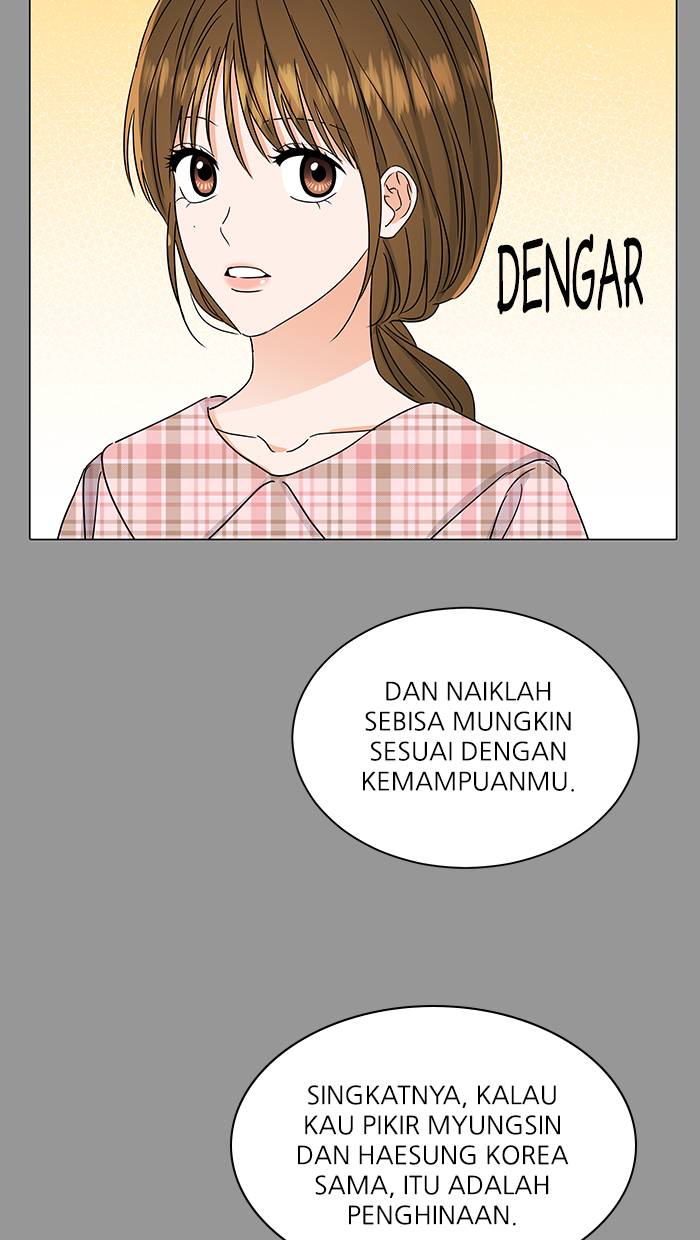 DENGAR
DAN NAIKLAH
SEBISA MUNGKIN
SESUAI DENGAN
KEMAMPUANMU.
SINGKATNYA, KALAU
KAU PIKIR MYUNGSIN
DAN HAESUNG KOREA
SAMA, ITU ADALAH
PENGHINAAN.